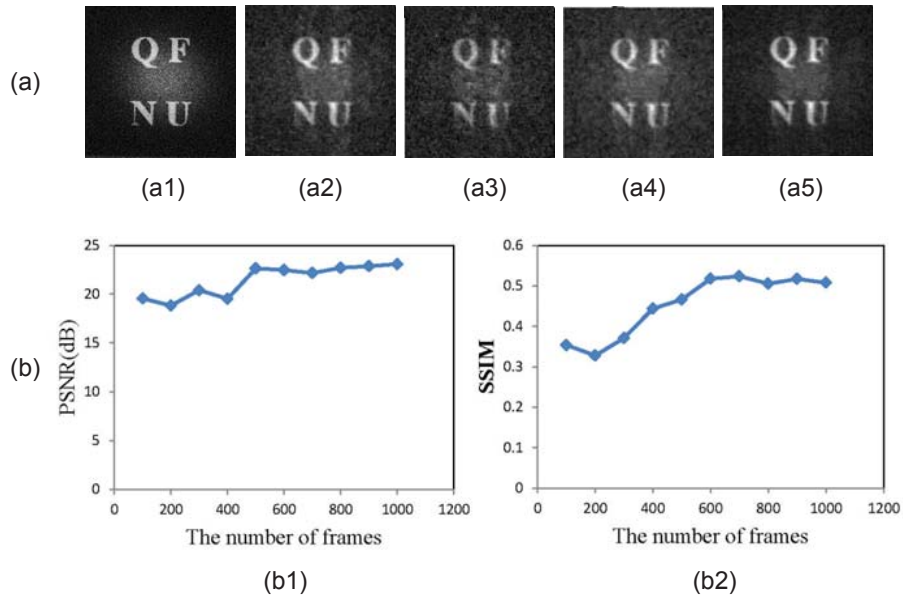 (a)
Q F
N U
Q F
N U
Q F
N U
Q F
N U
Q F
N U
(a1) (a2) (a3) (a4) (a5)
(b)
PSNR(dB)
25
20
15
10
5
0
0 200 400 600 800 1000 1200
The number of frames
(b1)
SSIM
0.6
0.5
0.4
0.3
0.2
0.1
0
0 200 400 600 800 1000 1200
The number of frames
(b2)